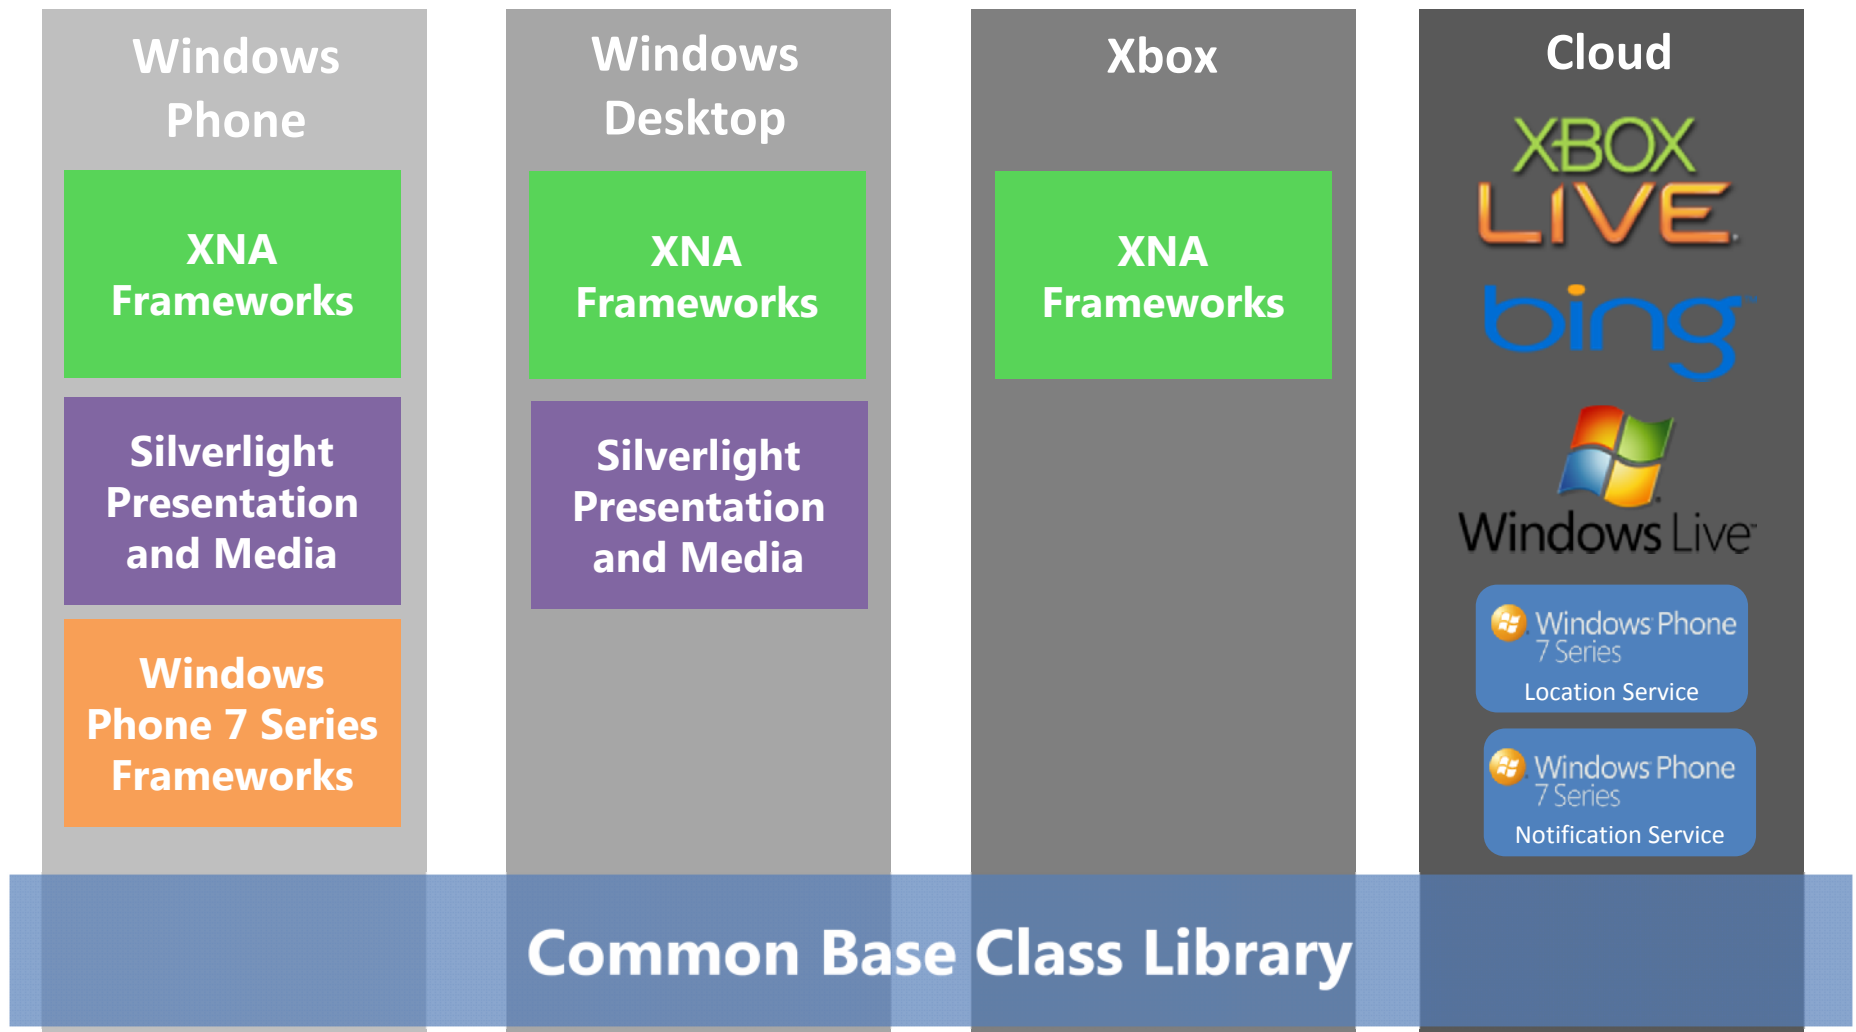 Windows
Phone
XNA
Frameworks
Silverlight
Presentation
and Media
Windows
Phone 7 Series
Frameworks
Windows
Desktop
XNA
Frameworks
Silverlight
Presentation
and Media
Xbox
XNA
Frameworks
Cloud
XBOX
LIVE
bing
Windows Live
Windows Phone
7 Series
Location Service
Windows Phone
7 Series
Notification Service
Common Base Class Library